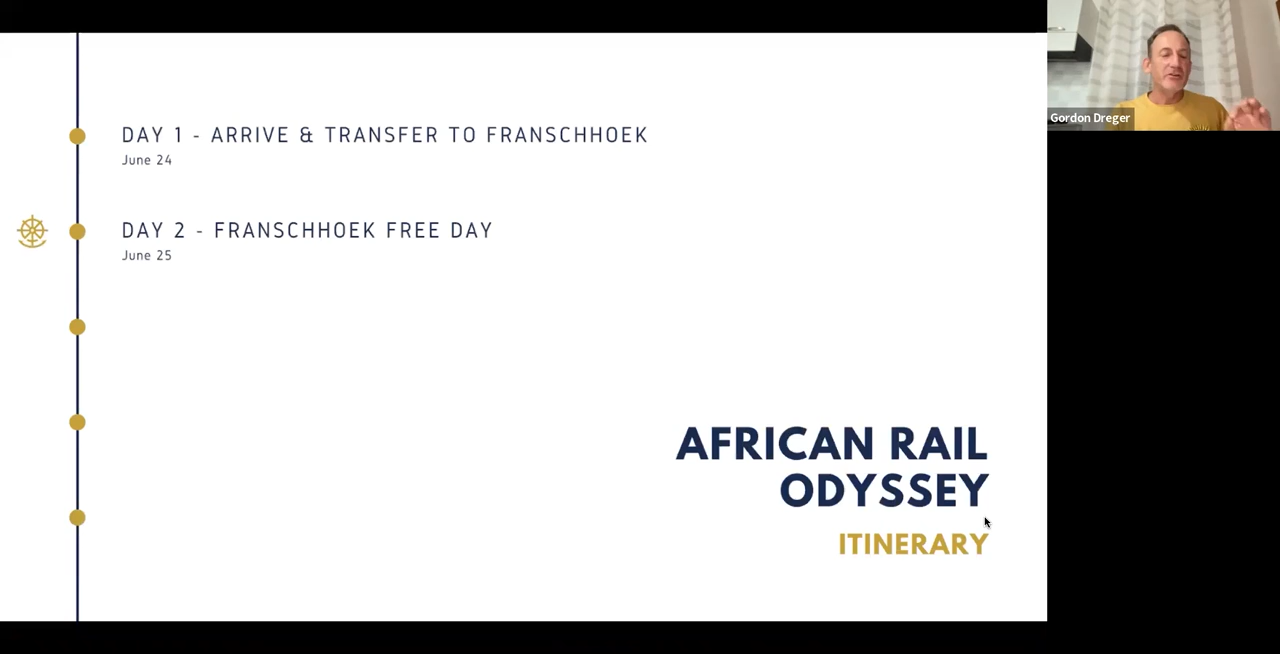 DAY 1 - ARRIVE & TRANSFER TO FRANSCHHOEK
June 24
DAY 2 - FRANSCHHOEK FREE DAY
June 25
AFRICAN RAIL
ODYSSEY
ITINERARY
Gordon Dreger